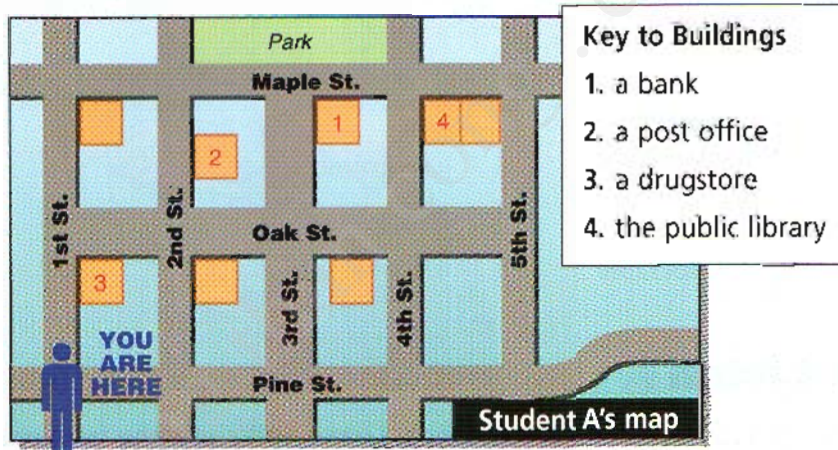 Park
Maple St.
Key to Buildings
1. a bank
2. a post office
3. a drugstore
4. the public library
1
4
2
1st St.
2nd St.
Oak St.
5th St.
3
3rd St.
4th St.
YOU
ARE
HERE
Pine St.
Student A's map